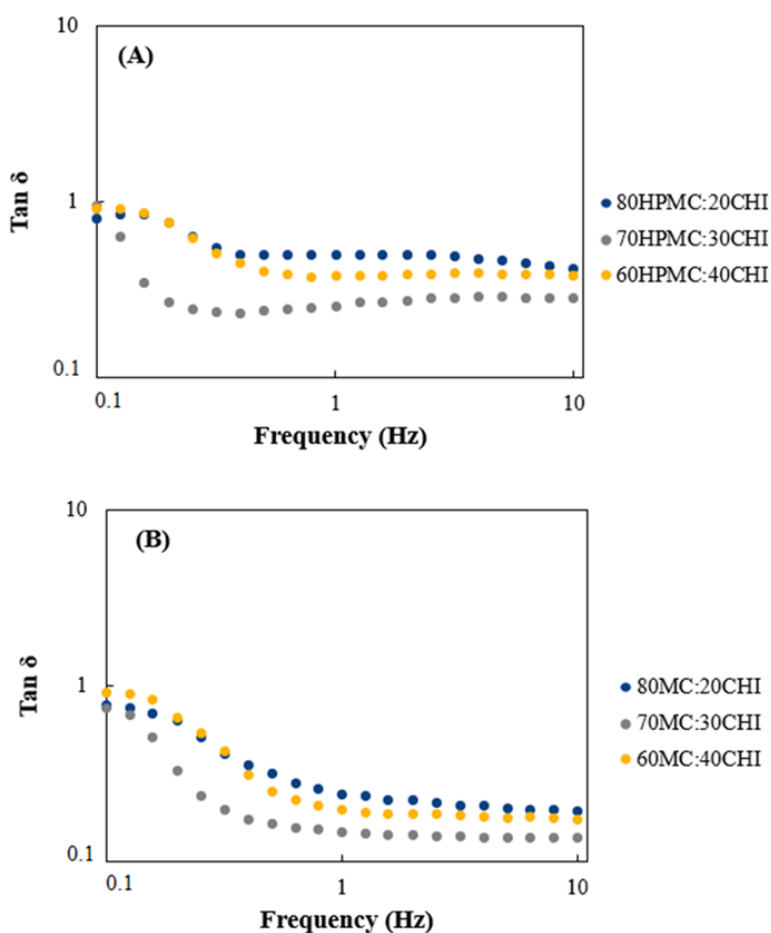 10
(A)
1
Tan δ
0.1
0.1
1
10
Frequency (Hz)
80HPMC:20CHI
70HPMC:30CHI
60HPMC:40CHI
10
(B)
1
Tan δ
0.1
0.1
1
10
Frequency (Hz)
80MC:20CHI
70MC:30CHI
60MC:40CHI